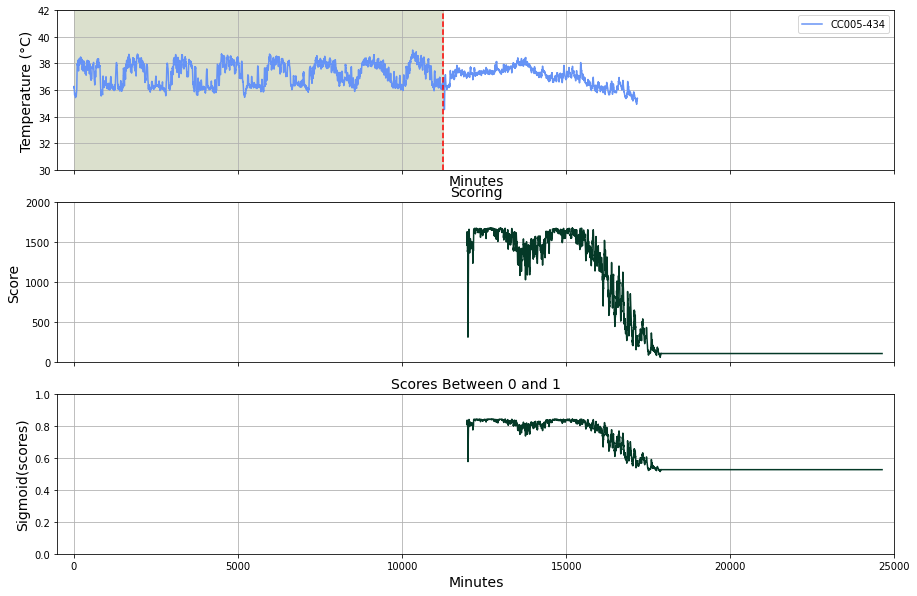 42
40
38
36
34
32
30
Temperature (°C)
CC005-434
Minutes
Scoring
2000
1500
1000
500
0
Score
Scores Between 0 and 1
1.0
0.8
0.6
0.4
0.2
0.0
Sigmoid(scores)
0 5000 10000 15000 20000 25000
Minutes